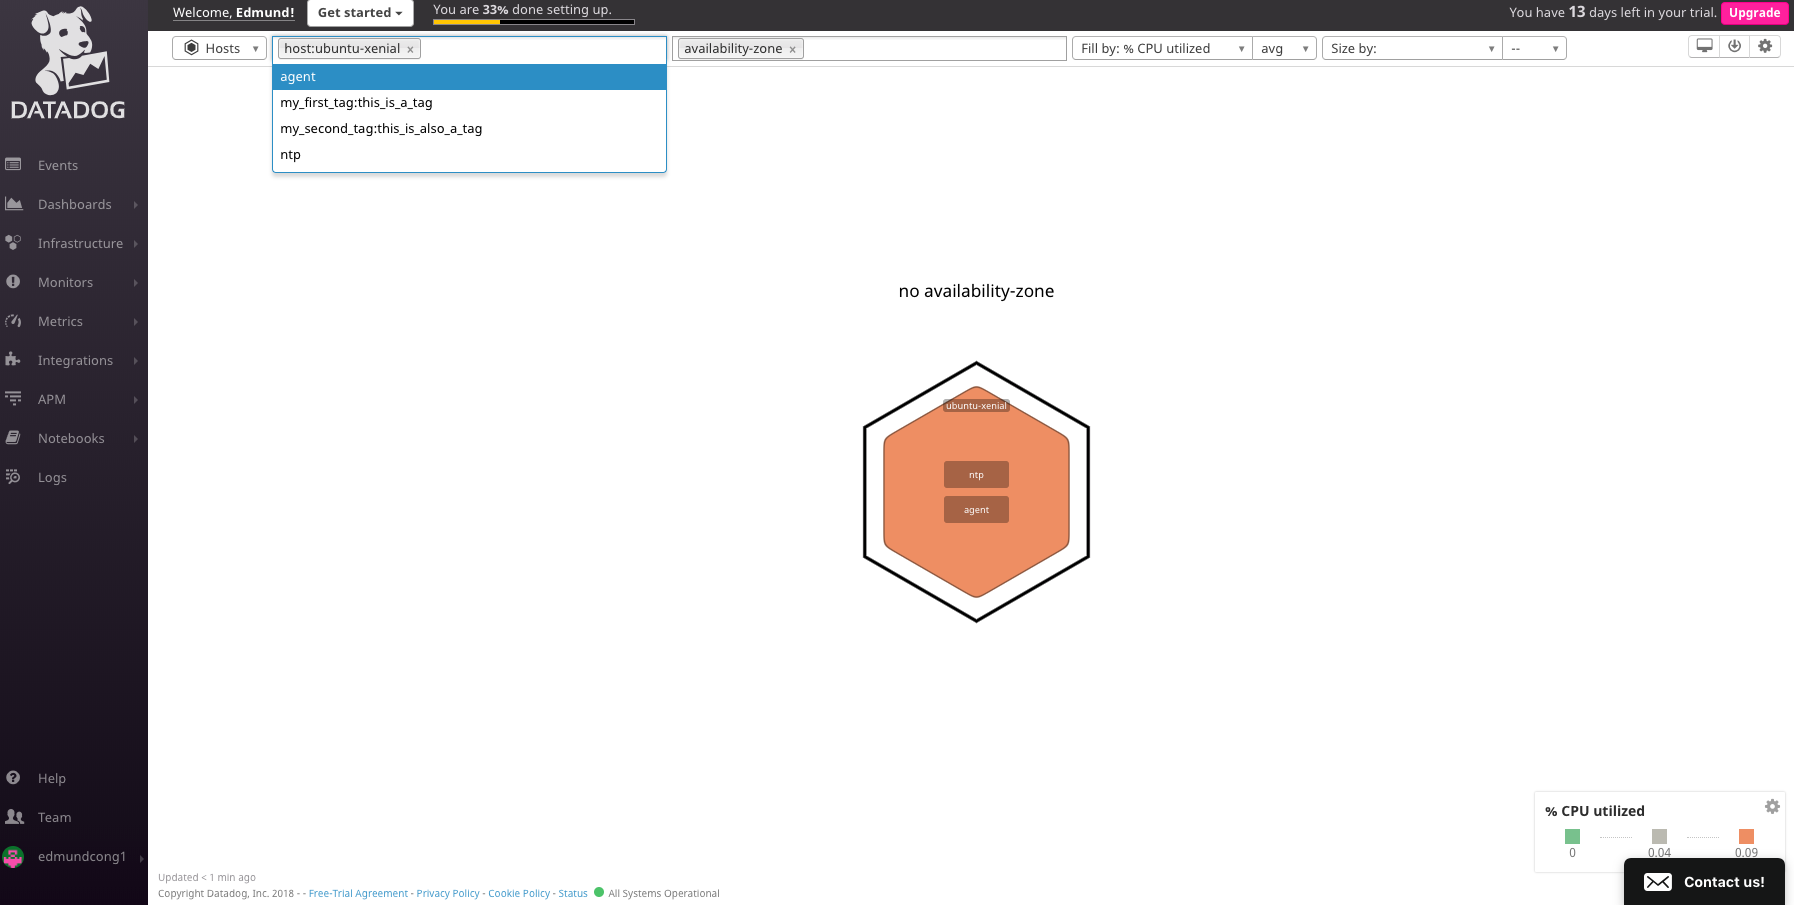 Welcome, Edmund!
Get started
You are 33% done setting up.
You have 13 days left in your trial.
Upgrade
DATADOG
Events
Dashboards
Infrastructure
Monitors
Metrics
Integrations
APM
Notebooks
Logs
Help
Team
edmundcong1
Hosts
host:ubuntu-xenial ×
availability-zone ×
Fill by: % CPU utilized
avg
Size by:
--
agent
my_first_tag:this_is_a_tag
my_second_tag:this_is_also_a_tag
ntp
no availability-zone
ubuntu-xenial
ntp
agent
% CPU utilized
0 0.04 0.09
Contact us!
Updated < 1 min ago
Copyright Datadog, Inc. 2018 - - Free-Trial Agreement - Privacy Policy - Cookie Policy - Status All Systems Operational